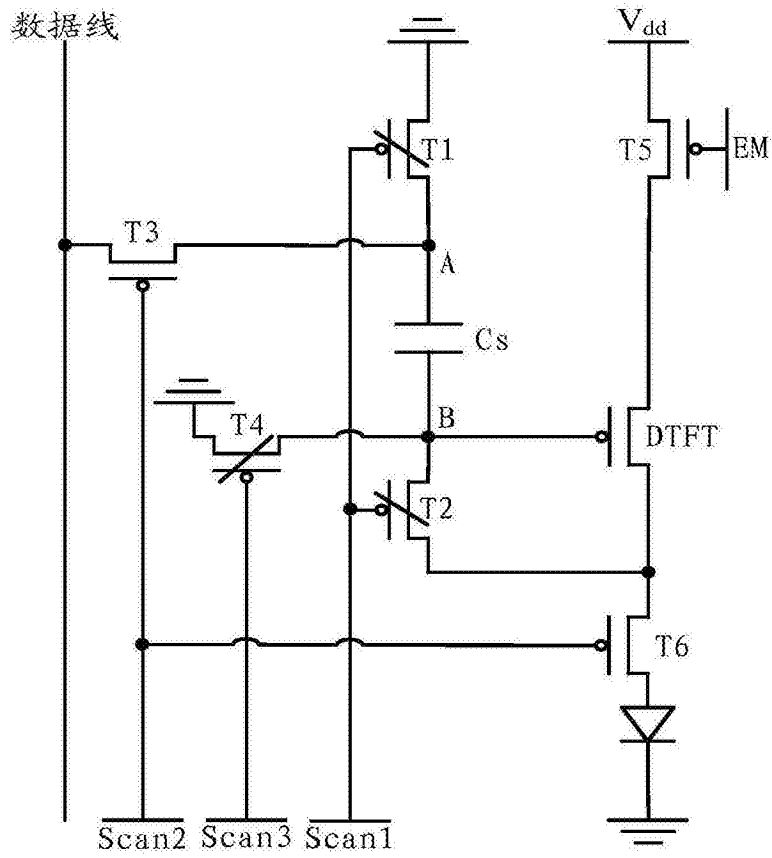 数据线
Vdd
T1
T5
EM
T3
A
Cs
B
T4
DTFT
T2
T6
Scan2
Scan3
Scan1